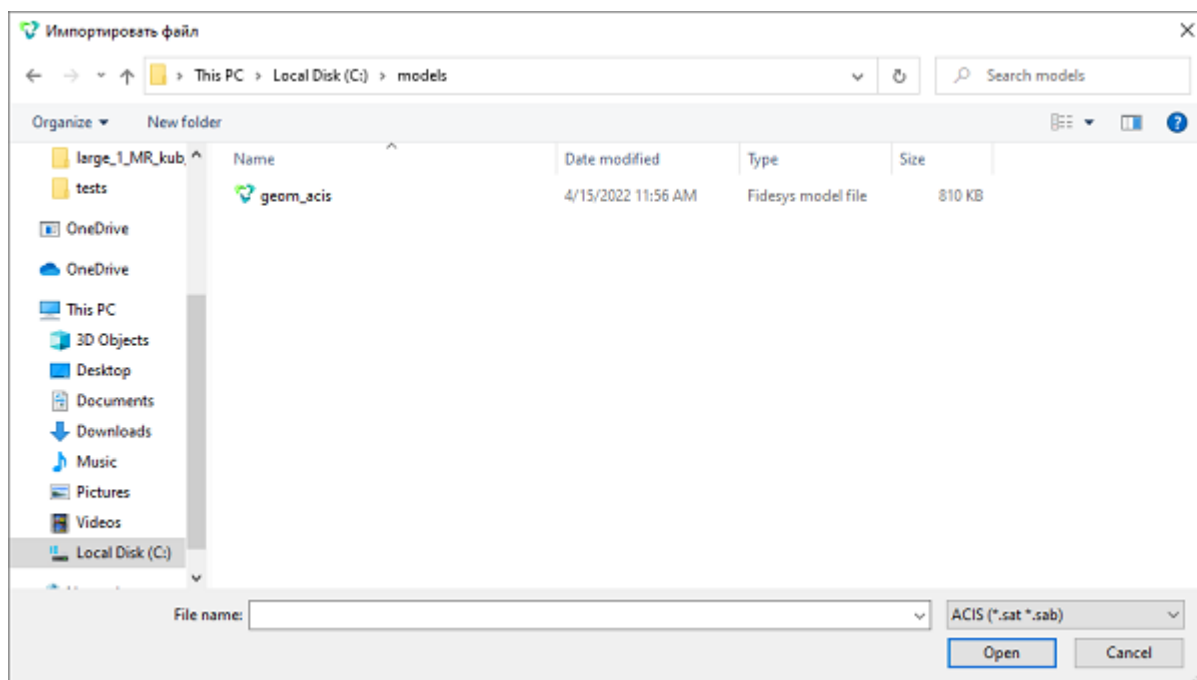 Импортировать файл
This PC > Local Disk (C:) > models
Search models
Organize New folder
large_1_MR_kub_
tests
OneDrive
OneDrive
This PC
3D Objects
Desktop
Documents
Downloads
Music
Pictures
Videos
Local Disk (C:)
Name Date modified Type Size
geom_acis 4/15/2022 11:56 AM Fidesys model file 810 KB
File name: ACIS (*.sat *.sab)
Open Cancel